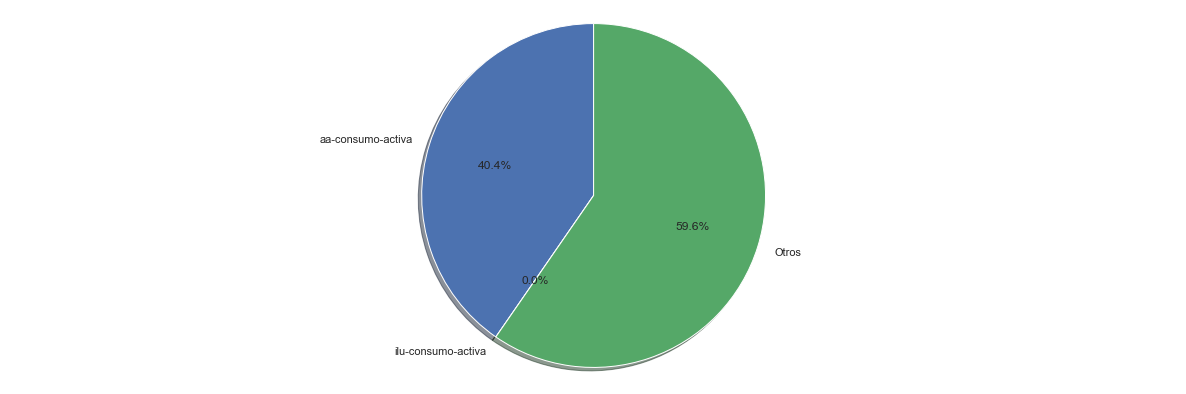 aa-consumo-activa
40.4%
59.6%
Otros
0.0%
ilu-consumo-activa